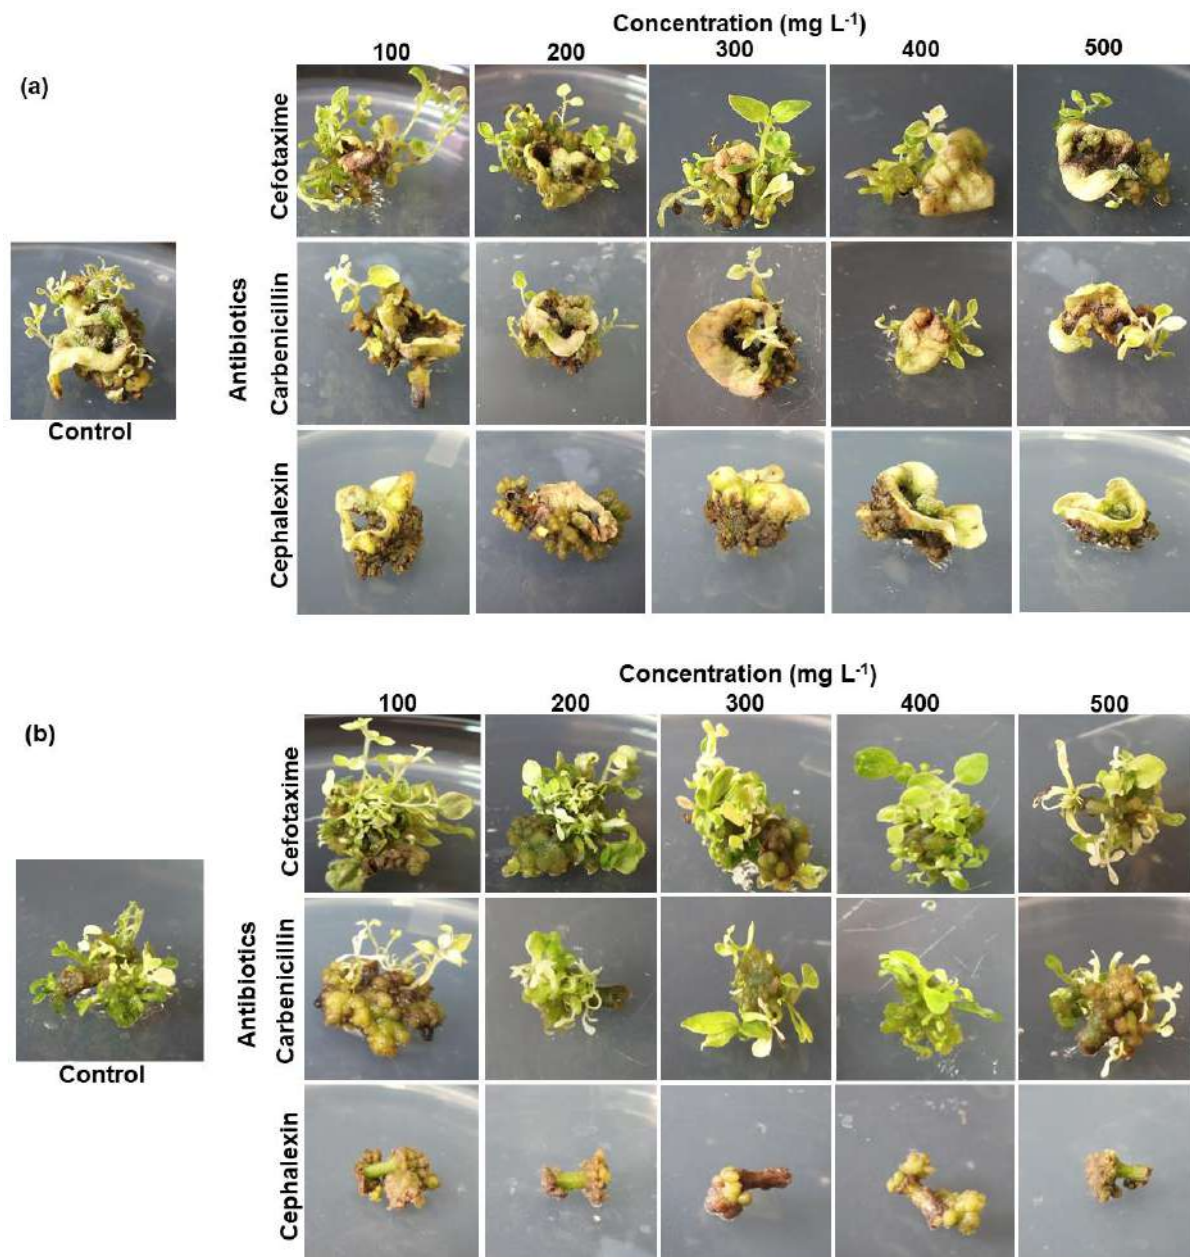 Concentration (mg L⁻¹)
100 200 300 400 500
(a)
Cefotaxime
Antibiotics
Carbenicillin
Control
Cephalexin
Concentration (mg L⁻¹)
100 200 300 400 500
(b)
Cefotaxime
Antibiotics
Carbenicillin
Control
Cephalexin